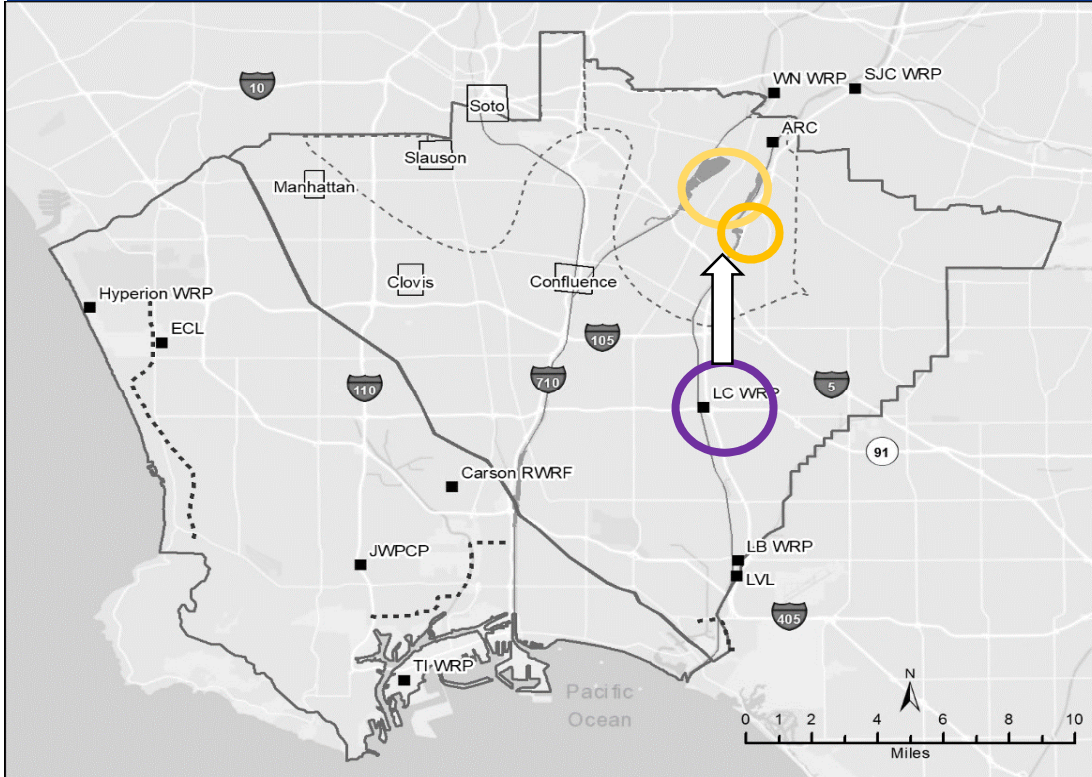 10
Soto
WN WRP
SJC WRP
ARC
Slauson
Manhattan
Clovis
Confluence
Hyperion WRP
ECL
105
110
710
5
LC WRP
91
Carson RWRF
JWPCP
LB WRP
LVL
405
TI WRP
Pacific
Ocean
N
0 1 2 4 6 8 10
Miles